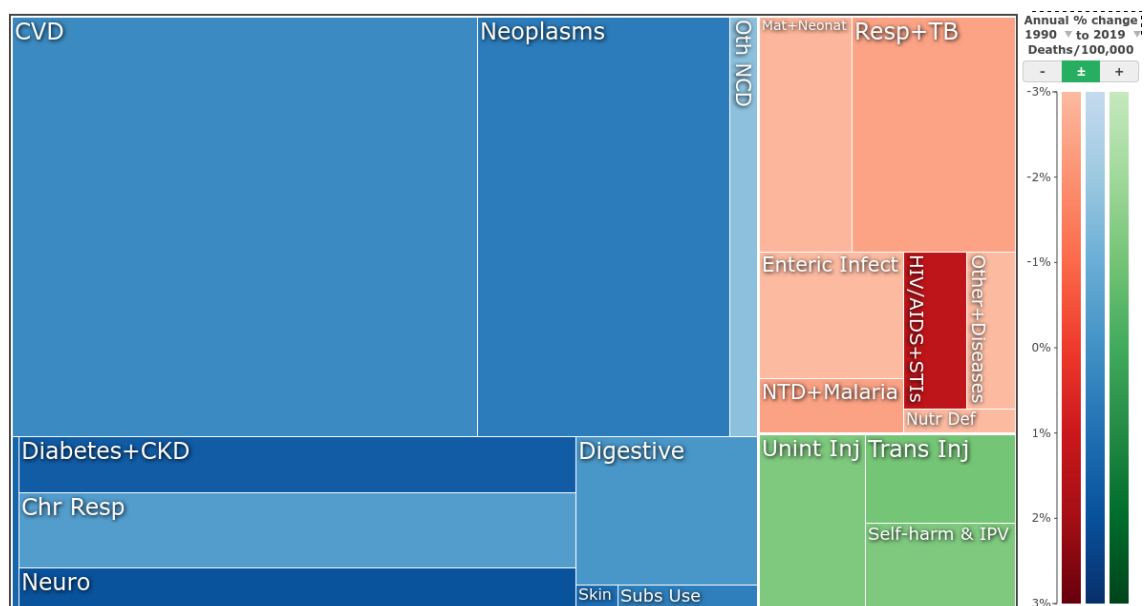 CVD
Neoplasms
Oth NCD
Mat+Neonat
Resp+TB
Enteric Infect
HIV/AIDS+STIs
Other+Diseases
NTD+Malaria
Nutr Def
Diabetes+CKD
Chr Resp
Neuro
Digestive
Skin
Subs Use
Unint Inj
Trans Inj
Self-harm & IPV
Annual % change
1990 ▼ to 2019 ▼
Deaths/100,000
- ± +
-3%
-2%
-1%
0%
1%
2%
3%